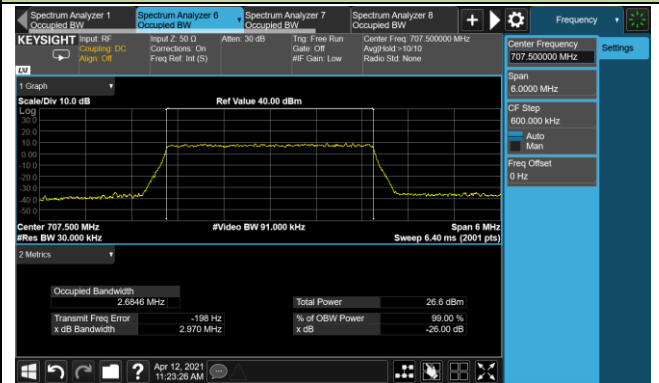 Spectrum Analyzer 1
Occupied BW
Spectrum Analyzer 6
Occupied BW
Spectrum Analyzer 7
Occupied BW
Spectrum Analyzer 8
Occupied BW
Frequency
KEYSIGHT
Input: RF
Coupling: DC
Align: Off
Input Z: 50 Ω
Corrections: On
Freq Ref: Int (S)
Atten: 30 dB
Trig: Free Run
Gate: Off
#IF Gain: Low
Center Freq: 707.500000 MHz
Avg|Hold:>10/10
Radio Std: None
LXI
Center Frequency
707.500000 MHz
Settings
Span
6.0000 MHz
CF Step
600.000 kHz
Auto
Man
Freq Offset
0 Hz
1 Graph
Scale/Div 10.0 dB
Ref Value 40.00 dBm
Log
30.0
20.0
10.0
0.00
-10.0
-20.0
-30.0
-40.0
-50.0
Center 707.500 MHz
#Video BW 91.000 kHz
Span 6 MHz
#Res BW 30.000 kHz
Sweep 6.40 ms (2001 pts)
2 Metrics
Occupied Bandwidth
2.6846 MHz
Total Power
26.6 dBm
Transmit Freq Error
-198 Hz
% of OBW Power
99.00 %
x dB Bandwidth
2.970 MHz
x dB
-26.00 dB
Apr 12, 2021
11:23:26 AM